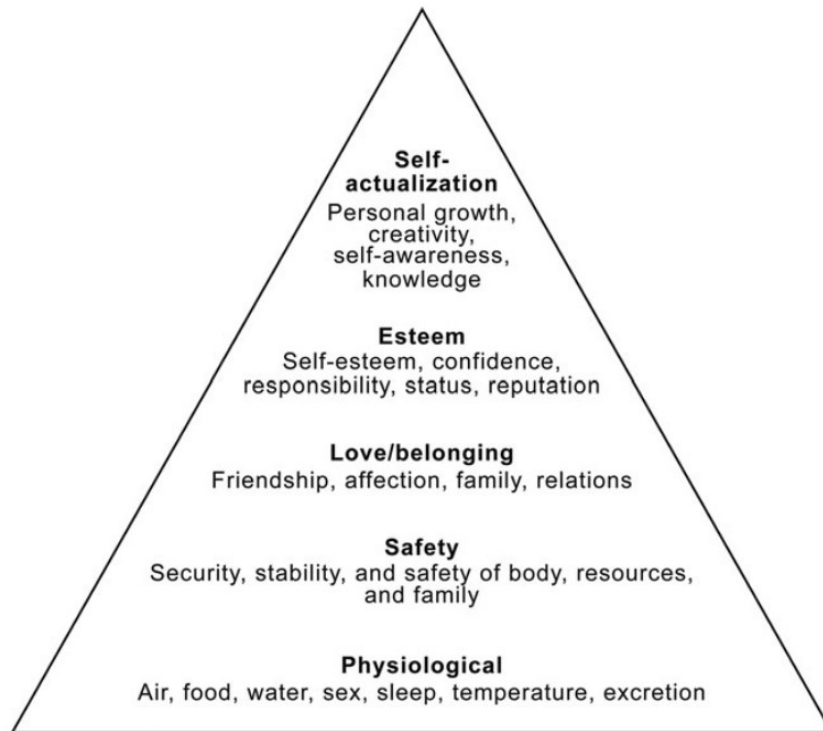 Self-
actualization
Personal growth,
creativity,
self-awareness,
knowledge
Esteem
Self-esteem, confidence,
responsibility, status, reputation
Love/belonging
Friendship, affection, family, relations
Safety
Security, stability, and safety of body, resources,
and family
Physiological
Air, food, water, sex, sleep, temperature, excretion